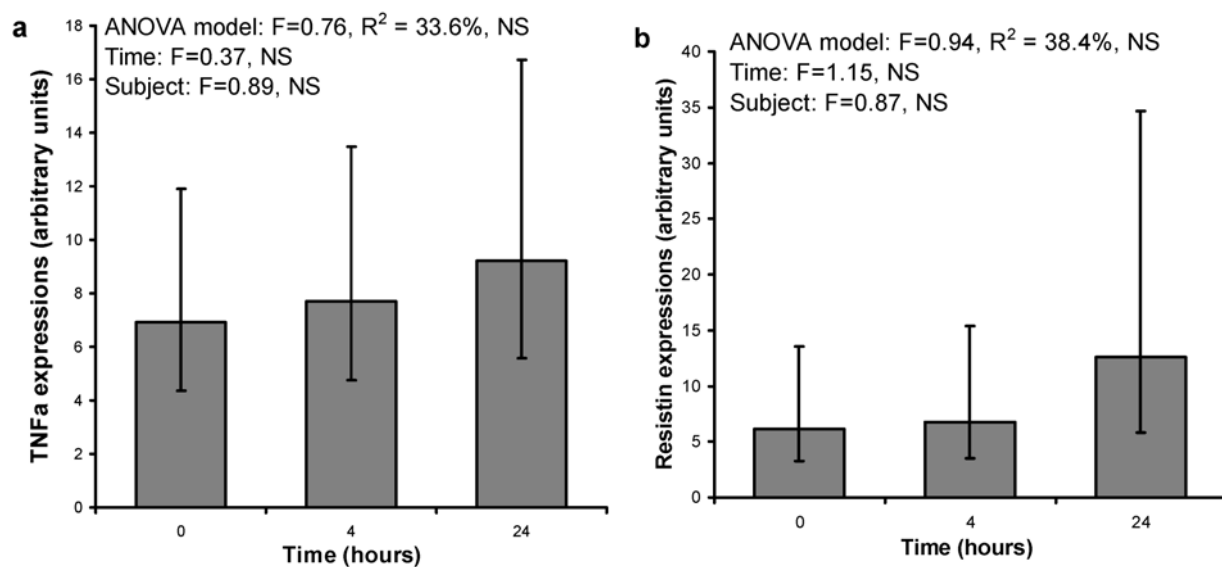 a
ANOVA model: F=0.76, R² = 33.6%, NS
Time: F=0.37, NS
Subject: F=0.89, NS
TNFa expressions (arbitrary units)
18
16
14
12
10
8
6
4
2
0
0 4 24
Time (hours)
b
ANOVA model: F=0.94, R² = 38.4%, NS
Time: F=1.15, NS
Subject: F=0.87, NS
Resistin expressions (arbitrary units)
40
35
30
25
20
15
10
5
0
0 4 24
Time (hours)